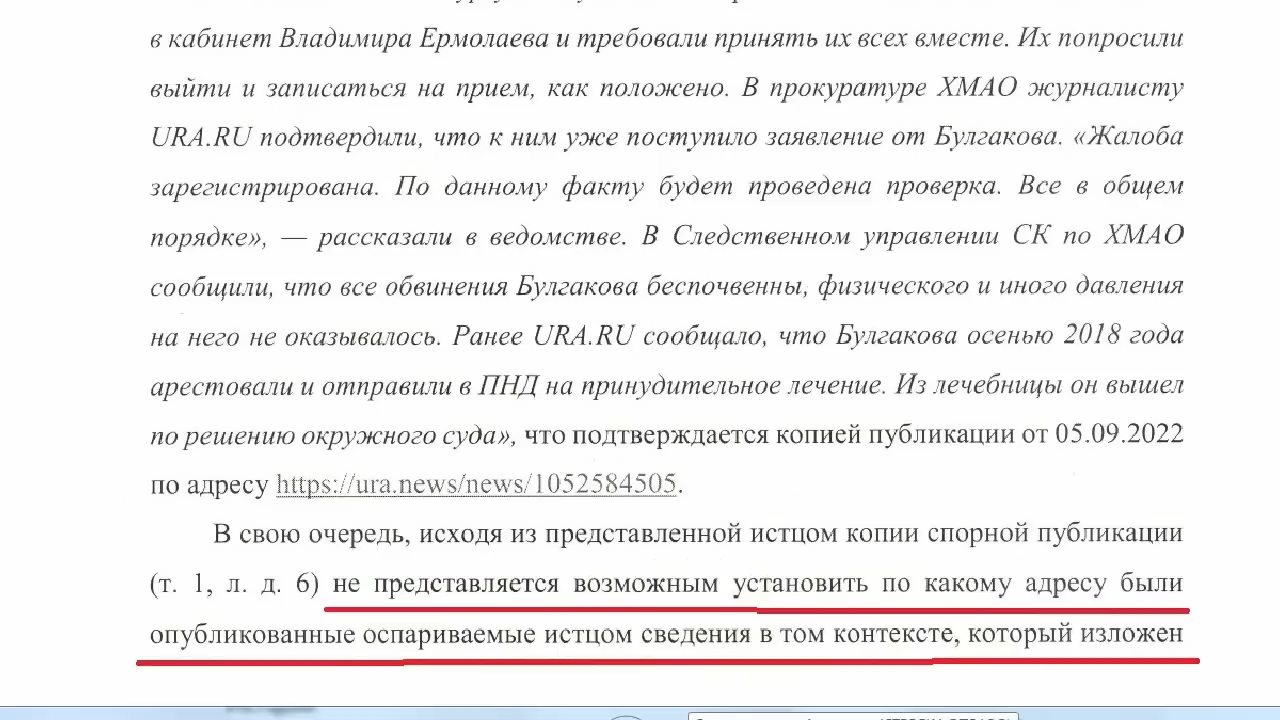 в кабинет Владимира Ермолаева и требовали принять их всех вместе. Их попросили
выйти и записаться на прием, как положено. В прокуратуре ХМАО журналисту
URA.RU подтвердили, что к ним уже поступило заявление от Булгакова. «Жалоба
зарегистрирована. По данному факту будет проведена проверка. Все в общем
порядке», — рассказали в ведомстве. В Следственном управлении СК по ХМАО
сообщили, что все обвинения Булгакова беспочвенны, физического и иного давления
на него не оказывалось. Ранее URA.RU сообщало, что Булгакова осенью 2018 года
арестовали и отправили в ПНД на принудительное лечение. Из лечебницы он вышел
по решению окружного суда», что подтверждается копией публикации от 05.09.2022
по адресу https://ura.news/news/1052584505.
В свою очередь, исходя из представленной истцом копии спорной публикации
(т. 1, л. д. 6) не представляется возможным установить по какому адресу были
опубликованные оспариваемые истцом сведения в том контексте, который изложен